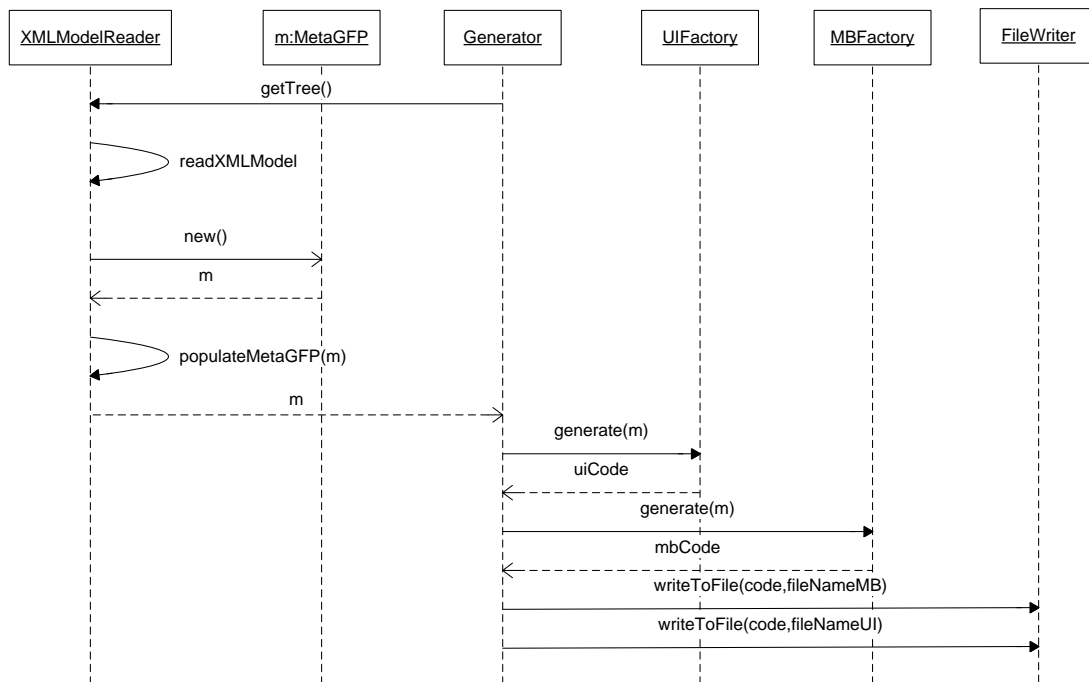 XMLModelReader
m:MetaGFP
Generator
UIFactory
MBFactory
FileWriter
getTree()
readXMLModel
new()
m
populateMetaGFP(m)
m
generate(m)
uiCode
generate(m)
mbCode
writeToFile(code,fileNameMB)
writeToFile(code,fileNameUI)